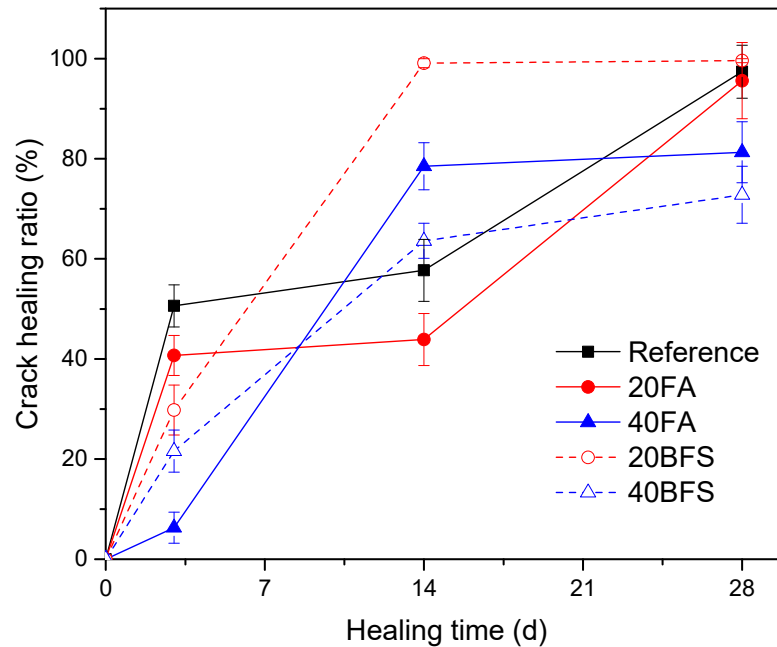 Crack healing ratio (%)
100
80
60
40
20
0
Reference
20FA
40FA
20BFS
40BFS
0 7 14 21 28
Healing time (d)